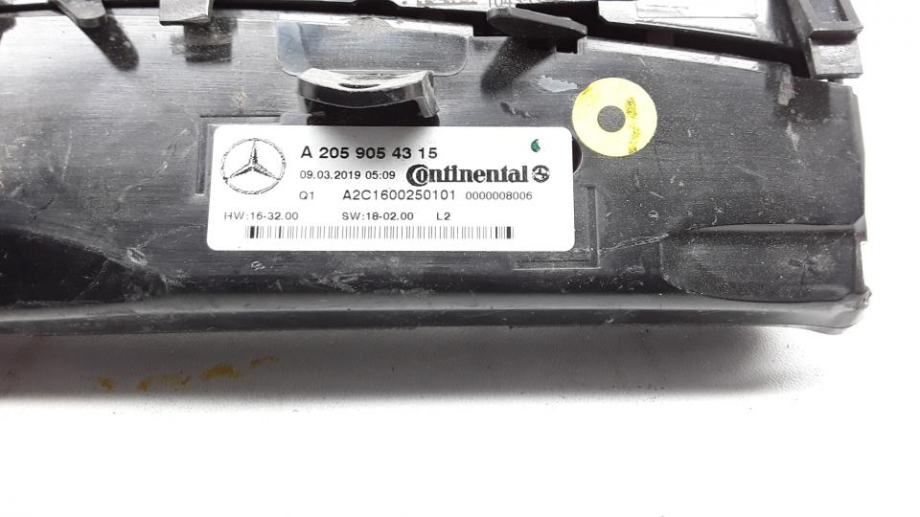 A 205 905 43 15
09.03.2019 05:09 Continental
Q1 A2C1600250101 0000008006
HW:16-32.00 SW:18-02.00 L2